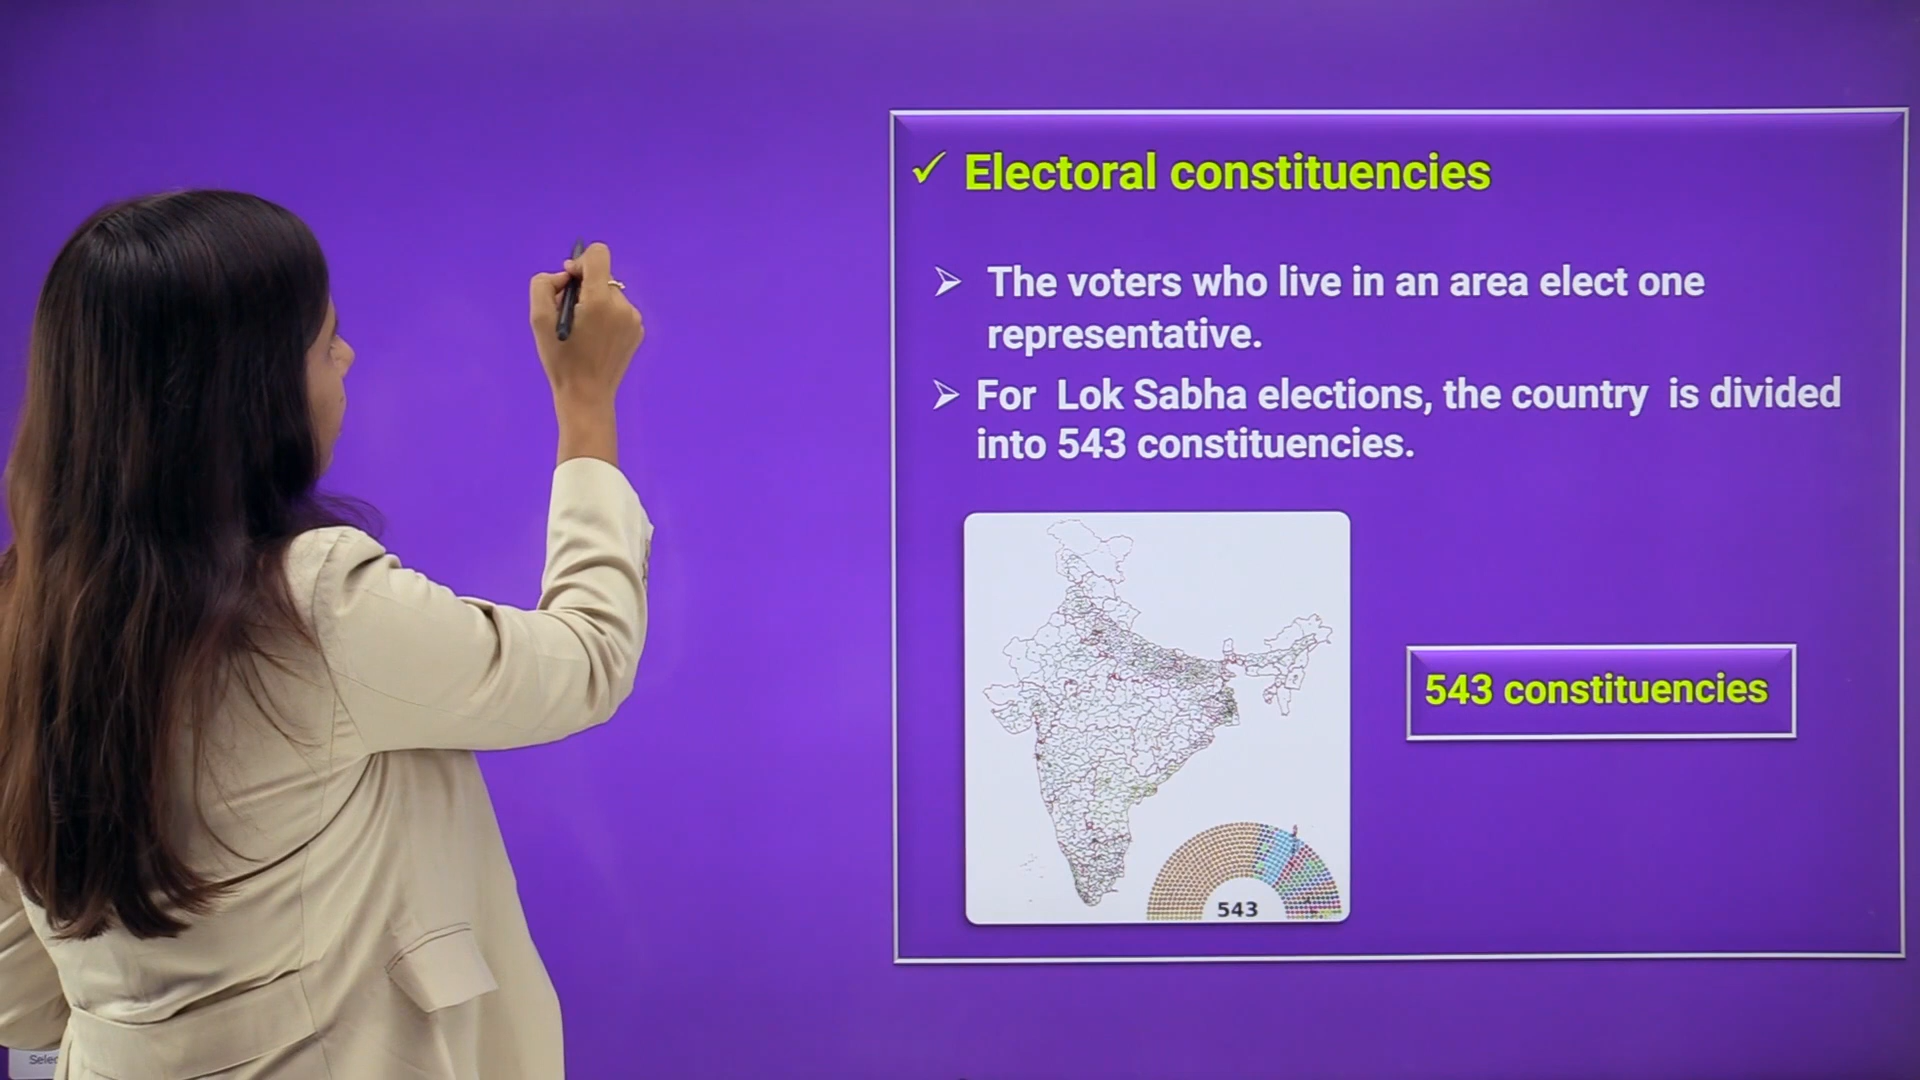 ✓ Electoral constituencies
➢ The voters who live in an area elect one
representative.
➢ For Lok Sabha elections, the country is divided
into 543 constituencies.
543 constituencies
543
Selec